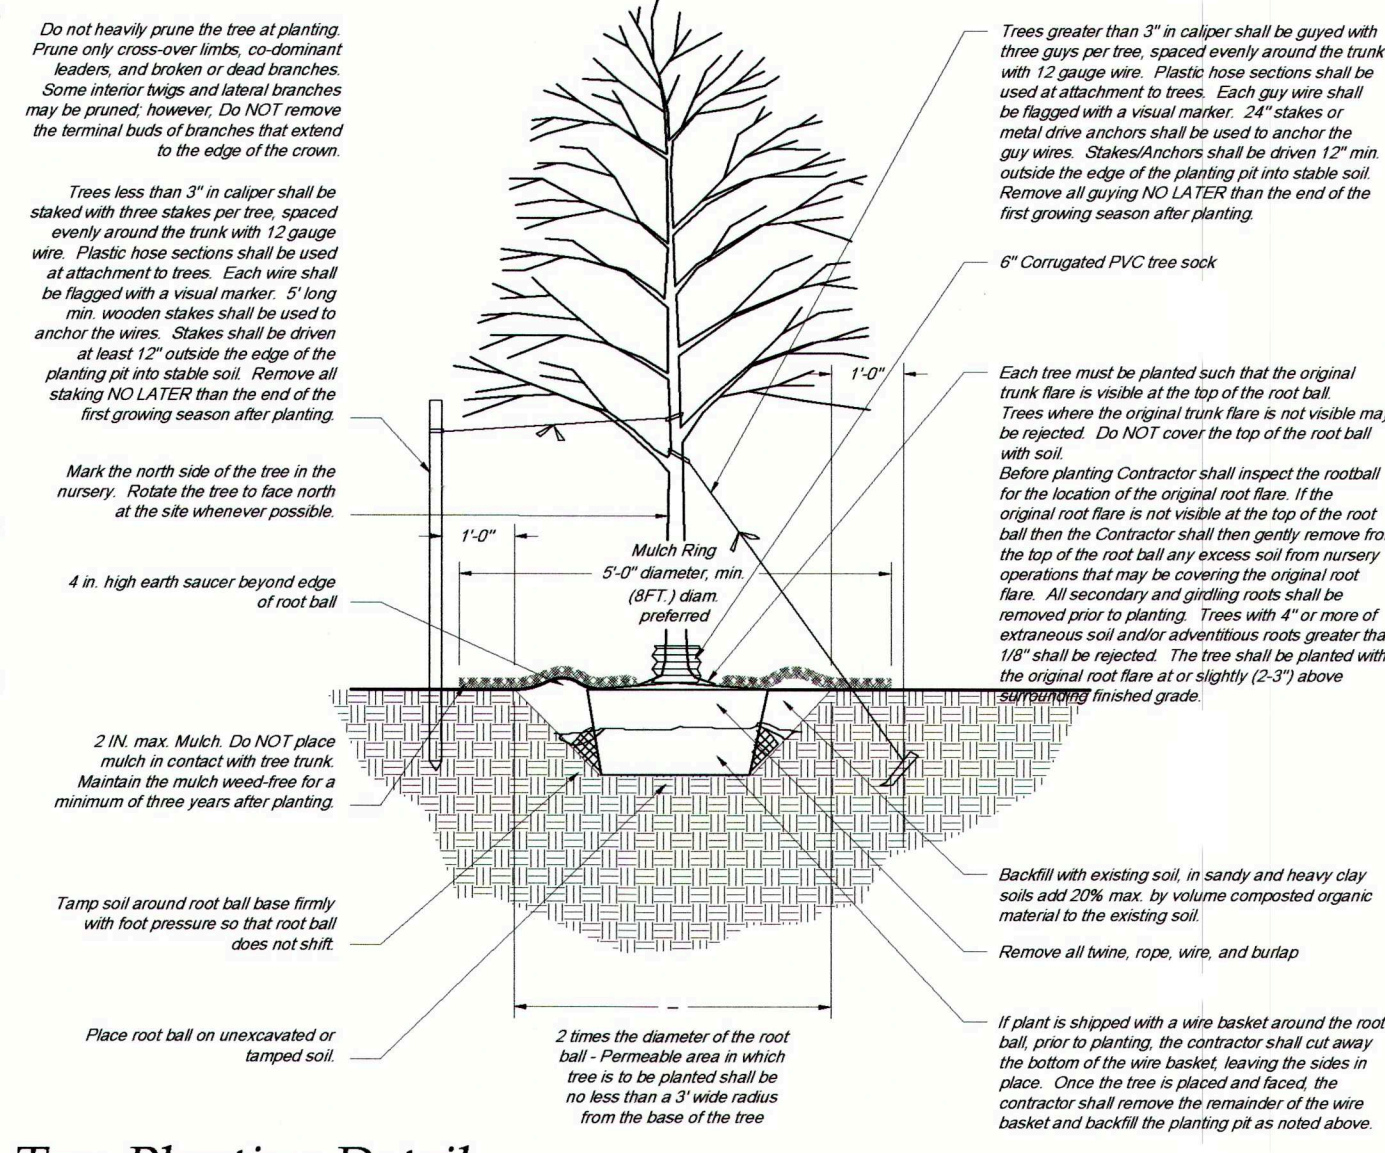 Do not heavily prune the tree at planting.
Prune only cross-over limbs, co-dominant
leaders, and broken or dead branches.
Some interior twigs and lateral branches
may be pruned; however, Do NOT remove
the terminal buds of branches that extend
to the edge of the crown.
Trees less than 3" in caliper shall be
staked with three stakes per tree, spaced
evenly around the trunk with 12 gauge
wire. Plastic hose sections shall be used
at attachment to trees. Each wire shall
be flagged with a visual marker. 5' long
min. wooden stakes shall be used to
anchor the wires. Stakes shall be driven
at least 12" outside the edge of the
planting pit into stable soil. Remove all
staking NO LATER than the end of the
first growing season after planting.
Mark the north side of the tree in the
nursery. Rotate the tree to face north
at the site whenever possible.
4 in. high earth saucer beyond edge
of root ball
2 IN. max. Mulch. Do NOT place
mulch in contact with tree trunk.
Maintain the mulch weed-free for a
minimum of three years after planting.
Tamp soil around root ball base firmly
with foot pressure so that root ball
does not shift.
Place root ball on unexcavated or
tamped soil.
1'-0"
Mulch Ring
5'-0" diameter, min.
(8FT.) diam.
preferred
1'-0"
2 times the diameter of the root
ball - Permeable area in which
tree is to be planted shall be
no less than a 3' wide radius
from the base of the tree
Trees greater than 3" in caliper shall be guyed with
three guys per tree, spaced evenly around the trunk
with 12 gauge wire. Plastic hose sections shall be
used at attachment to trees. Each guy wire shall
be flagged with a visual marker. 24" stakes or
metal drive anchors shall be used to anchor the
guy wires. Stakes/Anchors shall be driven 12" min.
outside the edge of the planting pit into stable soil.
Remove all guying NO LATER than the end of the
first growing season after planting.
6" Corrugated PVC tree sock
Each tree must be planted such that the original
trunk flare is visible at the top of the root ball.
Trees where the original trunk flare is not visible ma
be rejected. Do NOT cover the top of the root ball
with soil.
Before planting Contractor shall inspect the rootball
for the location of the original root flare. If the
original root flare is not visible at the top of the root
ball then the Contractor shall then gently remove fro
the top of the root ball any excess soil from nursery
operations that may be covering the original root
flare. All secondary and girdling roots shall be
removed prior to planting. Trees with 4" or more of
extraneous soil and/or adventitious roots greater tha
1/8" shall be rejected. The tree shall be planted with
the original root flare at or slightly (2-3") above
surrounding finished grade.
Backfill with existing soil, in sandy and heavy clay
soils add 20% max. by volume composted organic
material to the existing soil.
Remove all twine, rope, wire, and burlap
If plant is shipped with a wire basket around the root
ball, prior to planting, the contractor shall cut away
the bottom of the wire basket, leaving the sides in
place. Once the tree is placed and faced, the
contractor shall remove the remainder of the wire
basket and backfill the planting pit as noted above.
Tree Planting Detail